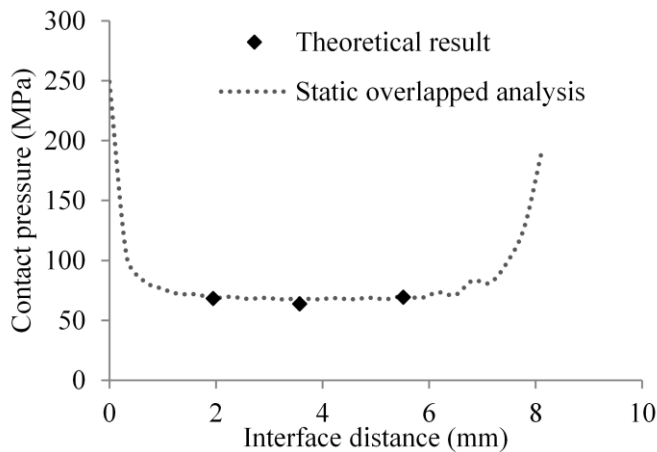 300
250
200
150
100
50
0
Contact pressure (MPa)
Theoretical result
Static overlapped analysis
0 2 4 6 8 10
Interface distance (mm)